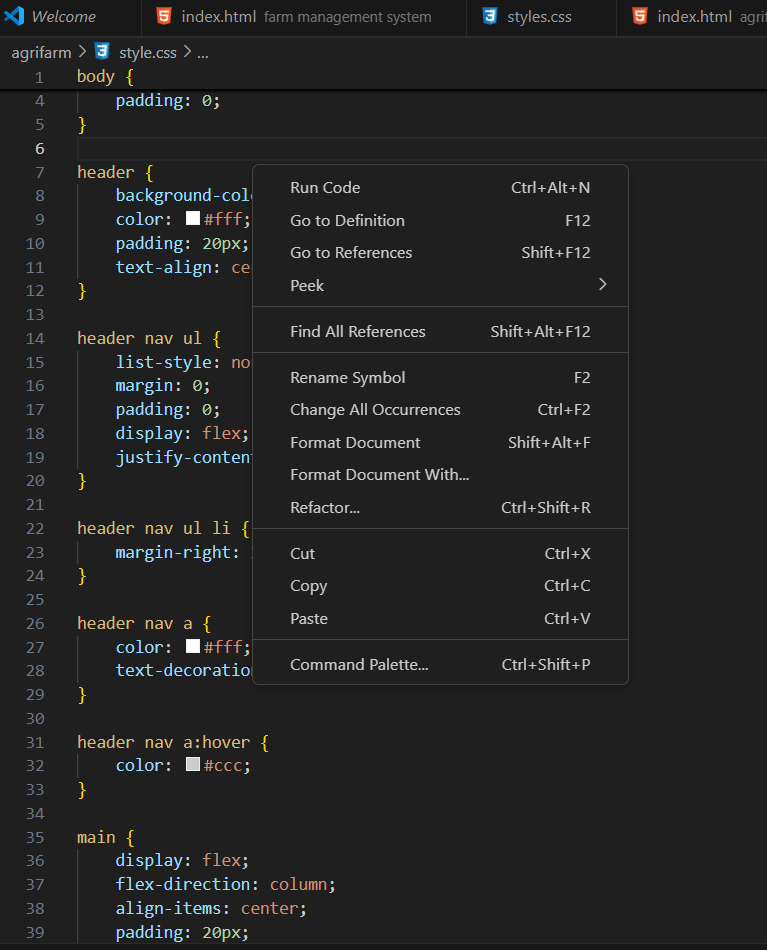 Welcome index.html farm management system styles.css index.html agrif
agrifarm > style.css > ...
1 body {
4 padding: 0;
5 }
6
7 header {
8 background-col
9 color: #fff;
10 padding: 20px;
11 text-align: ce
12 }
13
14 header nav ul {
15 list-style: no
16 margin: 0;
17 padding: 0;
18 display: flex;
19 justify-content
20 }
21
22 header nav ul li {
23 margin-right:
24 }
25
26 header nav a {
27 color: #fff;
28 text-decoratio
29 }
30
31 header nav a:hover {
32 color: #ccc;
33 }
34
35 main {
36 display: flex;
37 flex-direction: column;
38 align-items: center;
39 padding: 20px;
Run Code Ctrl+Alt+N
Go to Definition F12
Go to References Shift+F12
Peek >
Find All References Shift+Alt+F12
Rename Symbol F2
Change All Occurrences Ctrl+F2
Format Document Shift+Alt+F
Format Document With...
Refactor... Ctrl+Shift+R
Cut Ctrl+X
Copy Ctrl+C
Paste Ctrl+V
Command Palette... Ctrl+Shift+P